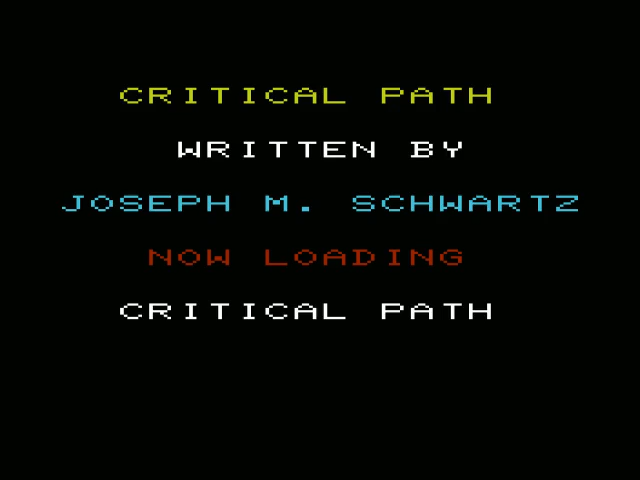 CRITICAL PATH
WRITTEN BY
JOSEPH M. SCHWARTZ
NOW LOADING
CRITICAL PATH